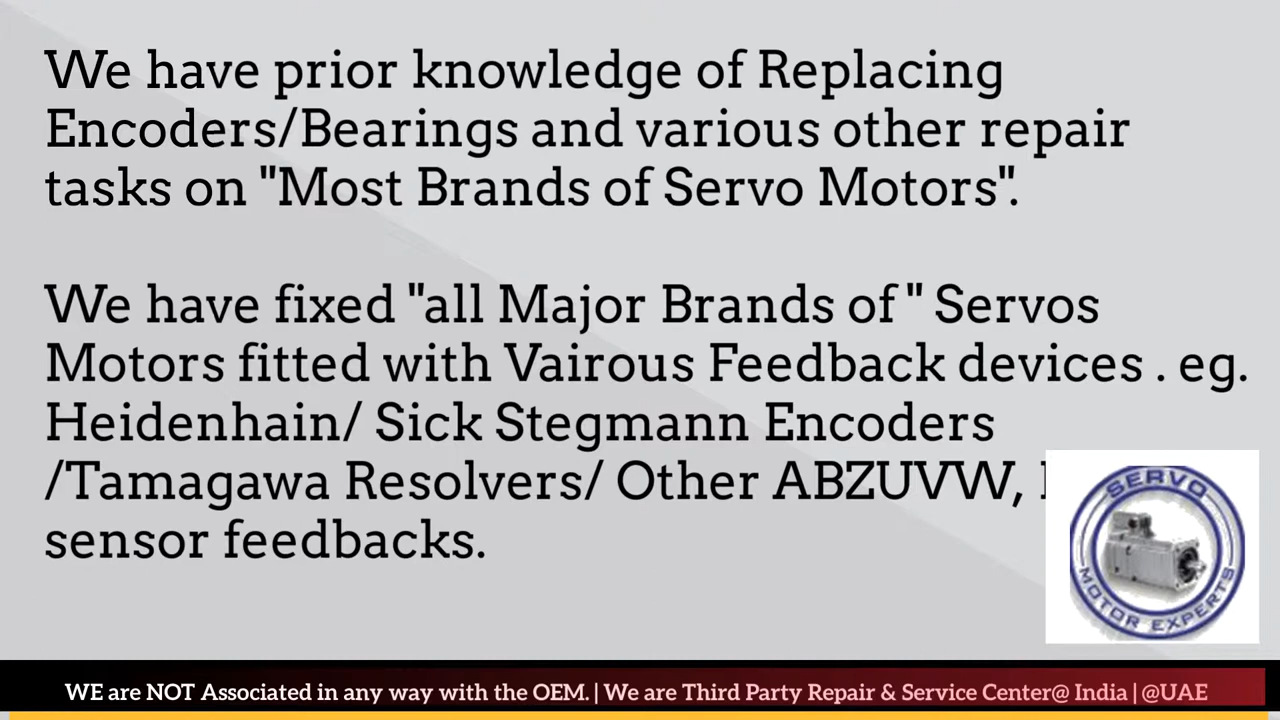 We have prior knowledge of Replacing
Encoders/Bearings and various other repair
tasks on "Most Brands of Servo Motors".
We have fixed "all Major Brands of " Servos
Motors fitted with Vairous Feedback devices . eg.
Heidenhain/ Sick Stegmann Encoders
/Tamagawa Resolvers/ Other ABZUVW,
sensor feedbacks.
SERVO
MOTOR EXPERTS
WE are NOT Associated in any way with the OEM. | We are Third Party Repair & Service Center@ India | @UAE